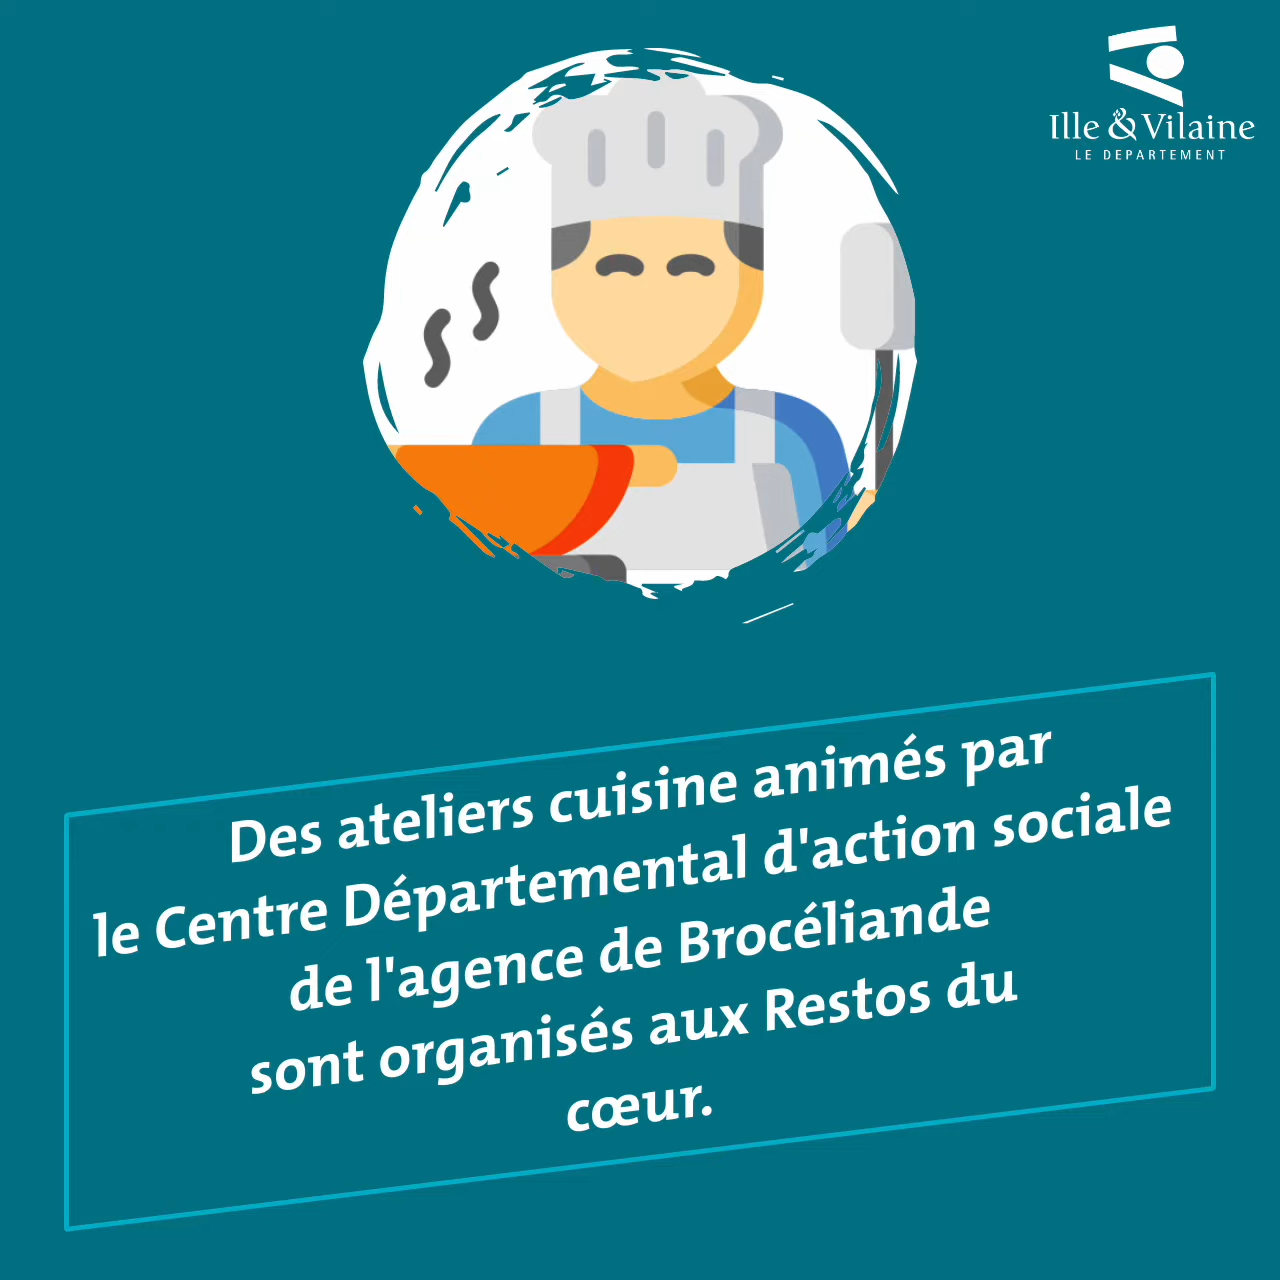 Ille & Vilaine
LE DEPARTEMENT
Des ateliers cuisine animés par
le Centre Départemental d'action sociale
de l'agence de Brocéliande
sont organisés aux Restos du
cœur.